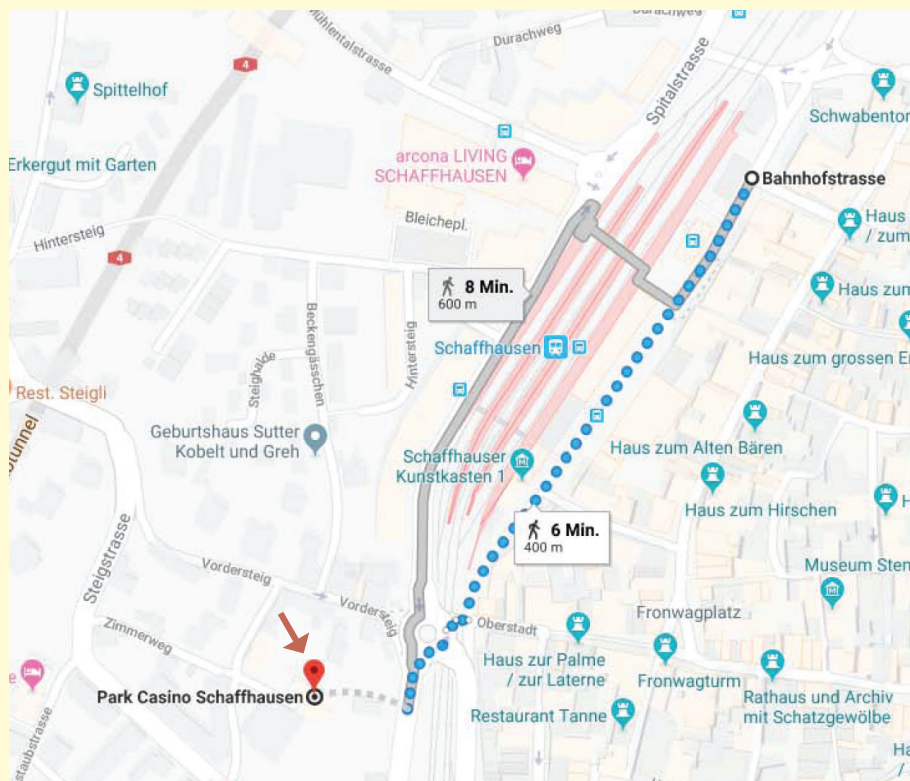 Mühlentalstrasse
Durachweg
Durachweg
Spitalstrasse
4
Spittelhof
Schwabentor
Erkergut mit Garten
arcona LIVING
SCHAFFHAUSEN
Bahnhofstrasse
Bleichepl.
Haus
/ zum
Hintersteig
4
8 Min.
600 m
Haus zum
Beckengässchen
Hintersteig
Schaffhausen
Steighalde
Haus zum grossen
Rest. Steigli
Geburtshaus Sutter
Kobelt und Greh
Haus zum Alten Bären
Schaffhauser
Kunstkasten 1
Haus zum Hirschen
H
6 Min.
400 m
Steigstrasse
Museum
Vordersteig
Vordersteig
Fronwagplatz
Zimmerweg
Oberstadt
Haus zur Palme
/ zur Laterne
Fronwagturm
Park Casino Schaffhausen
Rathaus und Archiv
mit Schatzgewölbe
Restaurant Tanne
Ha